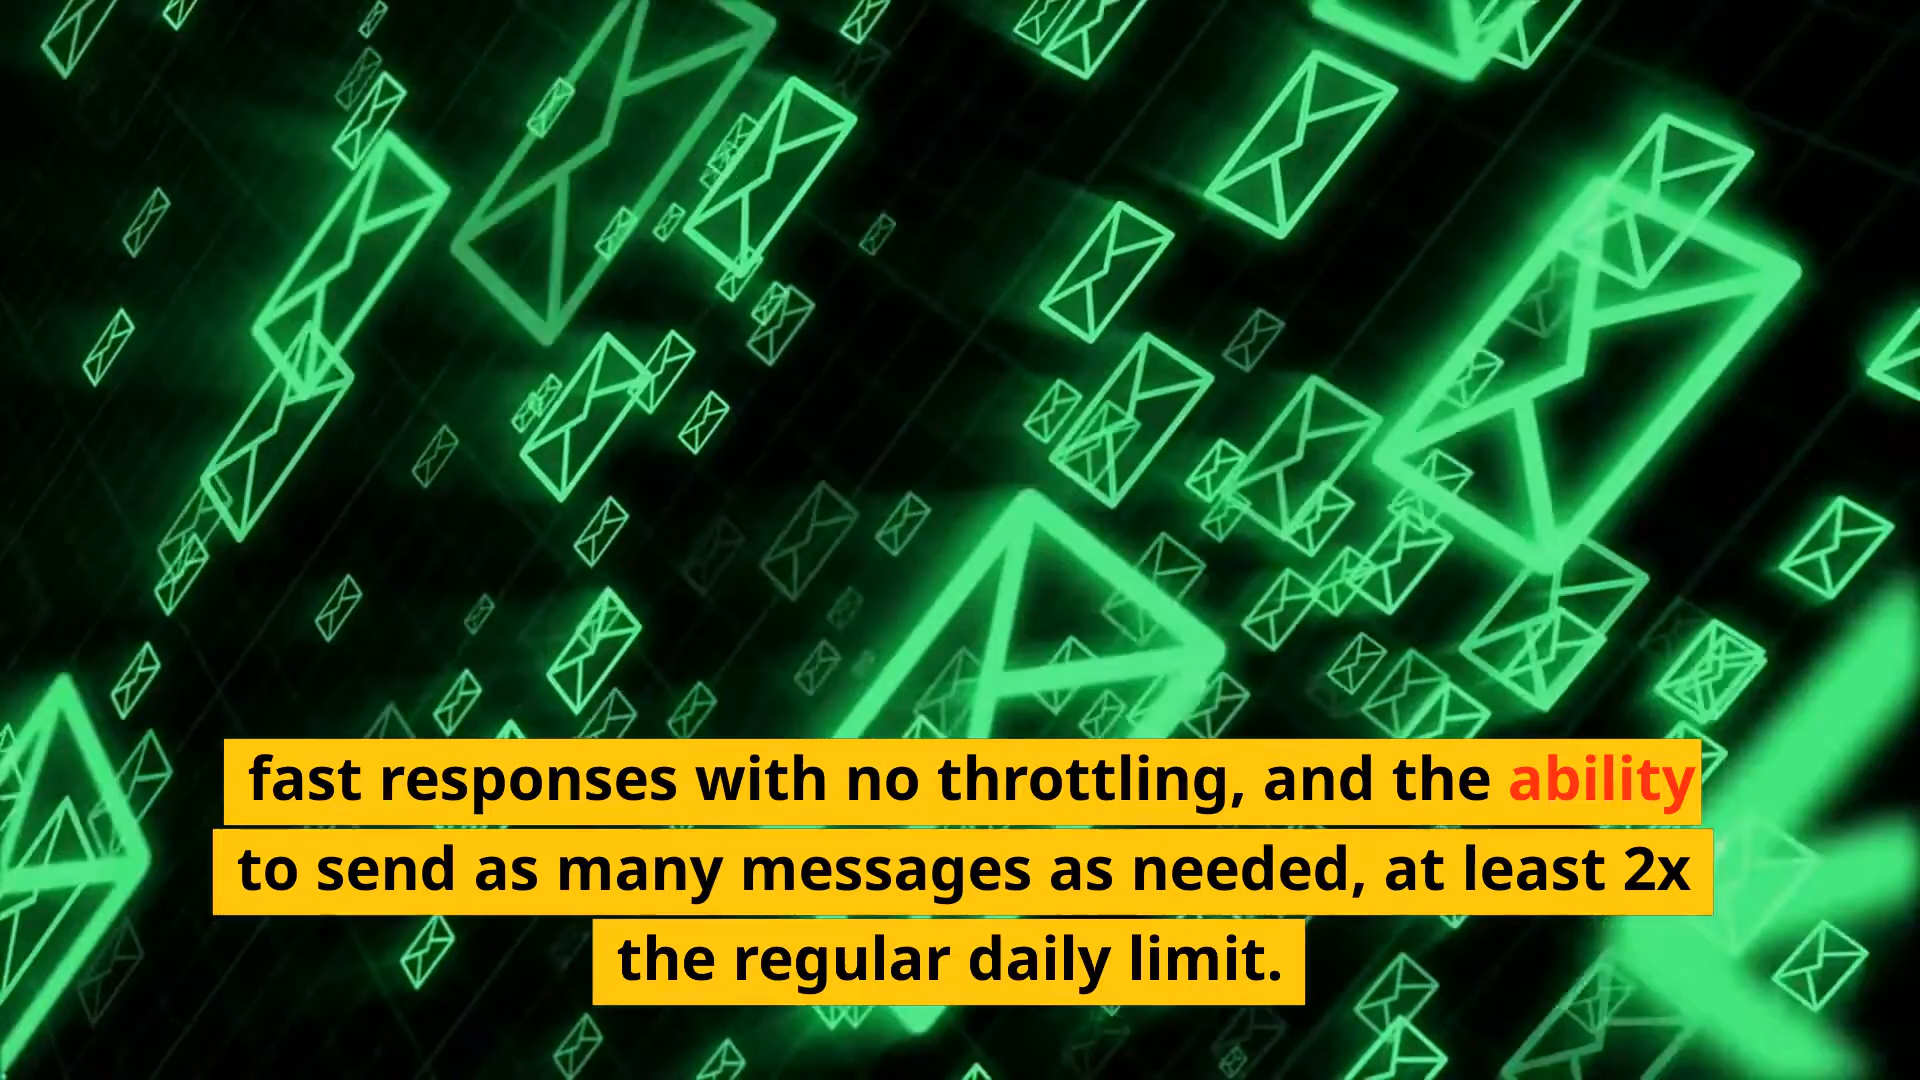 fast responses with no throttling, and the ability
to send as many messages as needed, at least 2x
the regular daily limit.